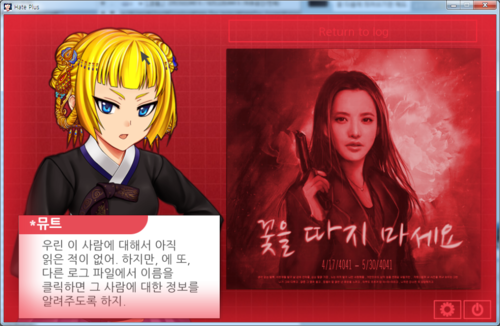 Hate Plus
Return to log
꽃을 따지 마세요
4/17/4041 ~ 5/30/4041
*뮤트
우린 이 사람에 대해서 아직
읽은 적이 없어. 하지만, 에 또,
다른 로그 파일에서 이름을
클릭하면 그 사람에 대한 정보를
알려주도록 하지.